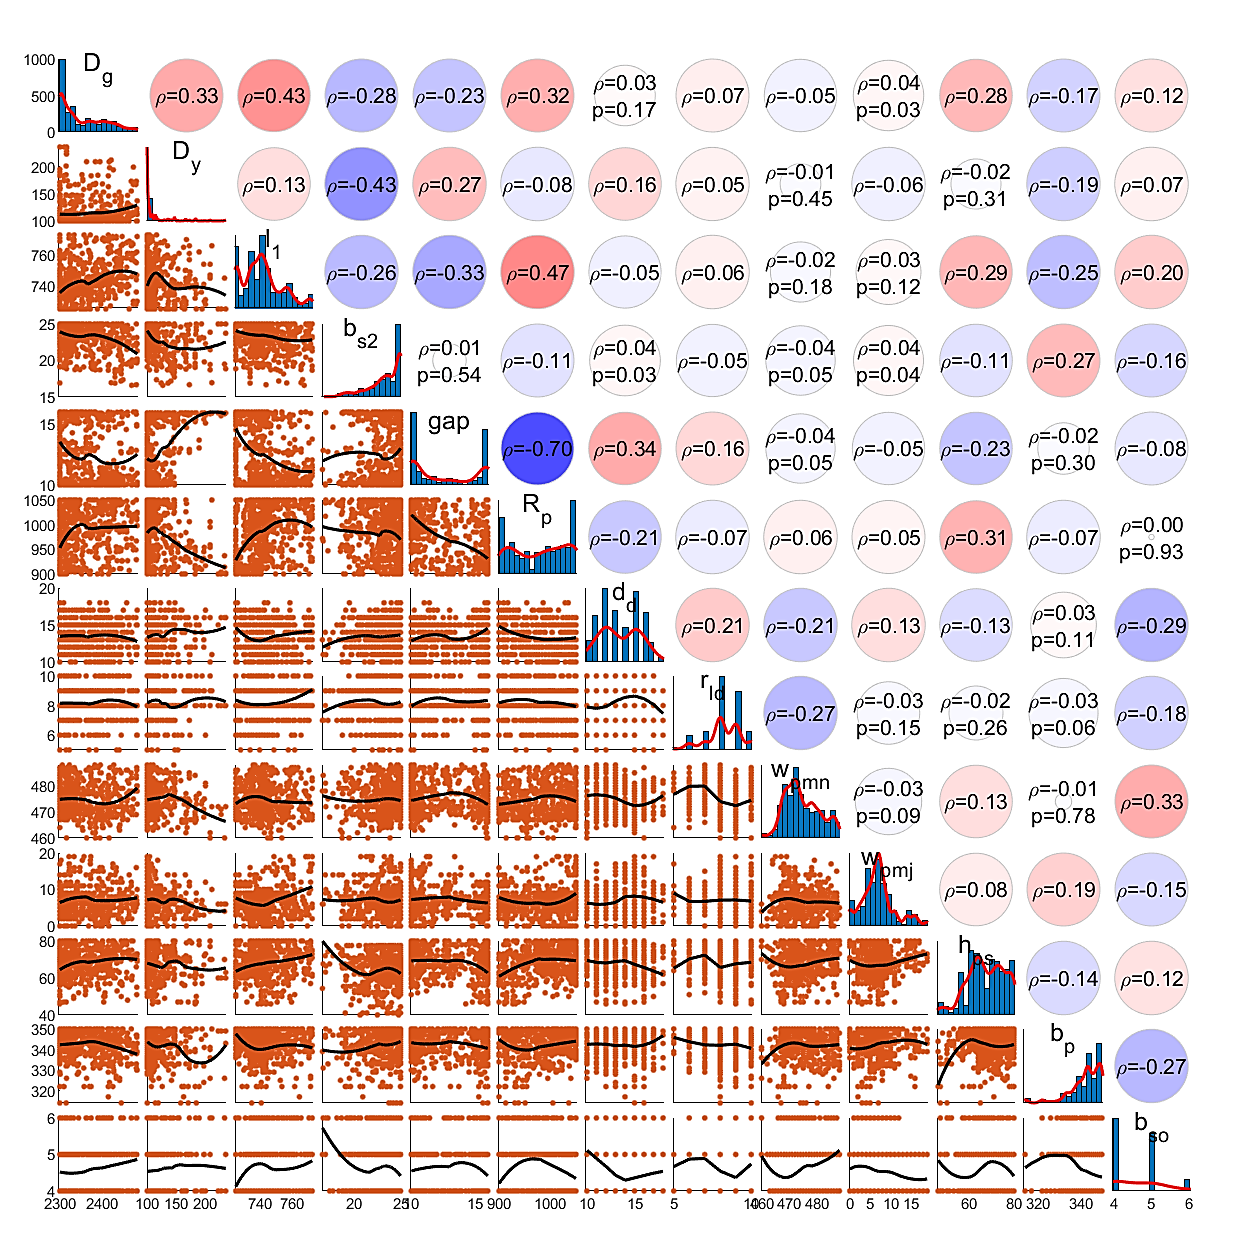 1000
500
0
D_g
ρ=0.33
ρ=0.43
ρ=-0.28
ρ=-0.23
ρ=0.32
ρ=0.03
p=0.17
ρ=0.07
ρ=-0.05
ρ=0.04
p=0.03
ρ=0.28
ρ=-0.17
ρ=0.12
200
150
100
D_y
ρ=0.13
ρ=-0.43
ρ=0.27
ρ=-0.08
ρ=0.16
ρ=0.05
ρ=-0.01
p=0.45
ρ=-0.06
ρ=-0.02
p=0.31
ρ=-0.19
ρ=0.07
760
740
l_1
ρ=-0.26
ρ=-0.33
ρ=0.47
ρ=-0.05
ρ=0.06
ρ=-0.02
p=0.18
ρ=0.03
p=0.12
ρ=0.29
ρ=-0.25
ρ=0.20
25
20
15
b_s2
ρ=0.01
p=0.54
ρ=-0.11
ρ=0.04
p=0.03
ρ=-0.05
ρ=-0.04
p=0.05
ρ=0.04
p=0.04
ρ=-0.11
ρ=0.27
ρ=-0.16
15
10
gap
ρ=-0.70
ρ=0.34
ρ=0.16
ρ=-0.04
p=0.05
ρ=-0.05
ρ=-0.23
ρ=-0.02
p=0.30
ρ=-0.08
1050
1000
950
900
R_p
ρ=-0.21
ρ=-0.07
ρ=0.06
ρ=0.05
ρ=0.31
ρ=-0.07
ρ=0.00
p=0.93
20
15
10
d_d
ρ=0.21
ρ=-0.21
ρ=0.13
ρ=-0.13
ρ=0.03
p=0.11
ρ=-0.29
10
8
6
r_ld
ρ=-0.27
ρ=-0.03
p=0.15
ρ=-0.02
p=0.26
ρ=-0.03
p=0.06
ρ=-0.18
480
470
460
w_pmn
ρ=-0.03
p=0.09
ρ=0.13
ρ=-0.01
p=0.78
ρ=0.33
20
10
0
w_pmj
ρ=0.08
ρ=0.19
ρ=-0.15
80
60
40
h_os
ρ=-0.14
ρ=0.12
350
340
330
320
b_p
ρ=-0.27
6
5
4
b_so
2300 2400
100 150 200
740 760
20 25
10 15
900 1000
10 15
5 10
460 470 480
0 5 10 15
60 80
320 340
4 5 6